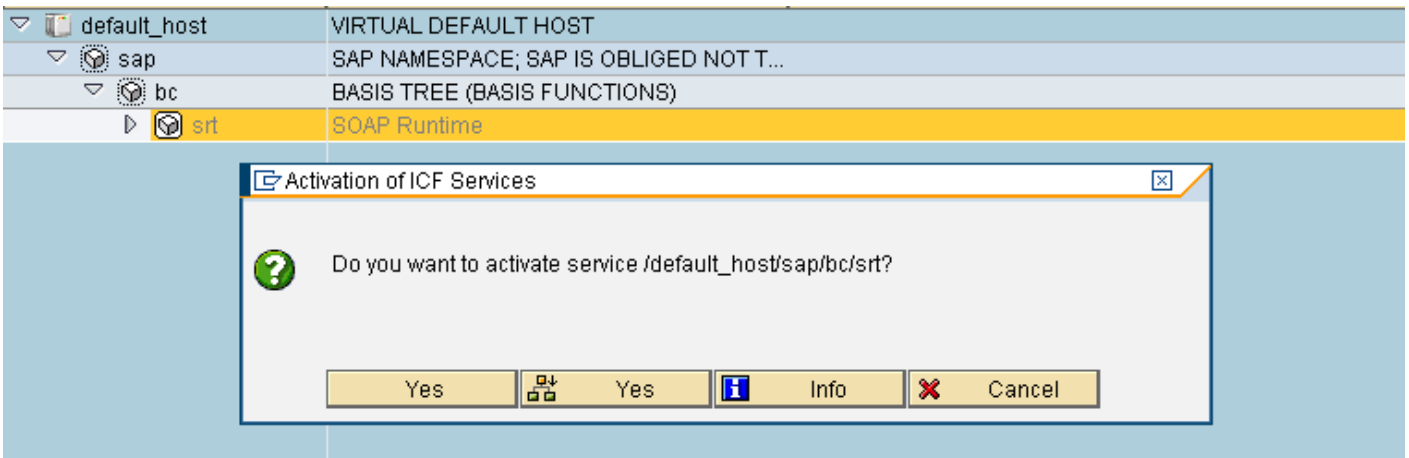 default_host VIRTUAL DEFAULT HOST
sap SAP NAMESPACE; SAP IS OBLIGED NOT T...
bc BASIS TREE (BASIS FUNCTIONS)
srt SOAP Runtime
Activation of ICF Services
Do you want to activate service /default_host/sap/bc/srt?
Yes Yes Info Cancel